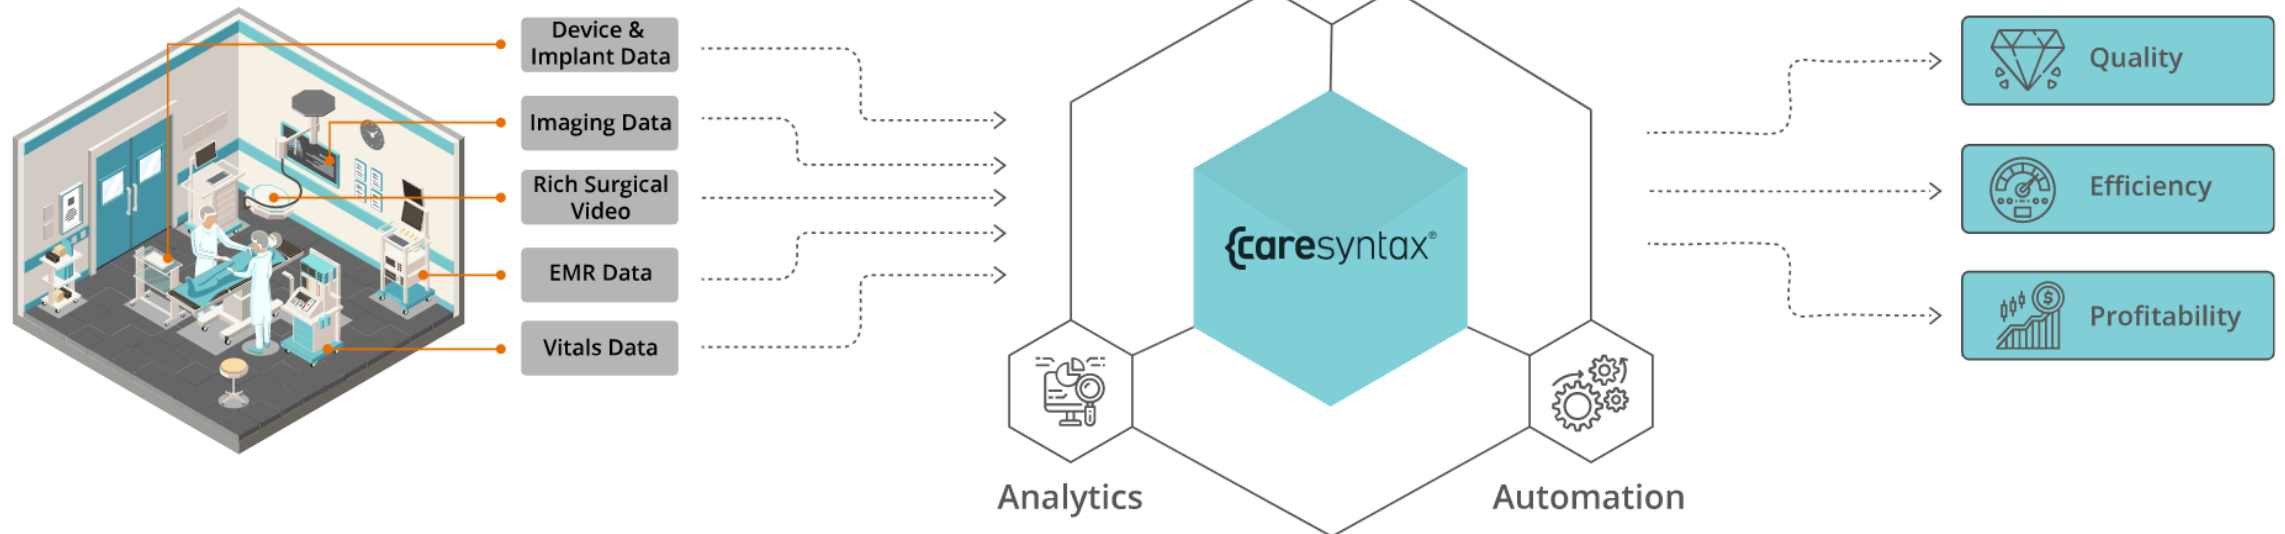 Device &
Implant Data
Imaging Data
Rich Surgical
Video
EMR Data
Vitals Data
{caresyntax®
Analytics
Automation
Quality
Efficiency
Profitability